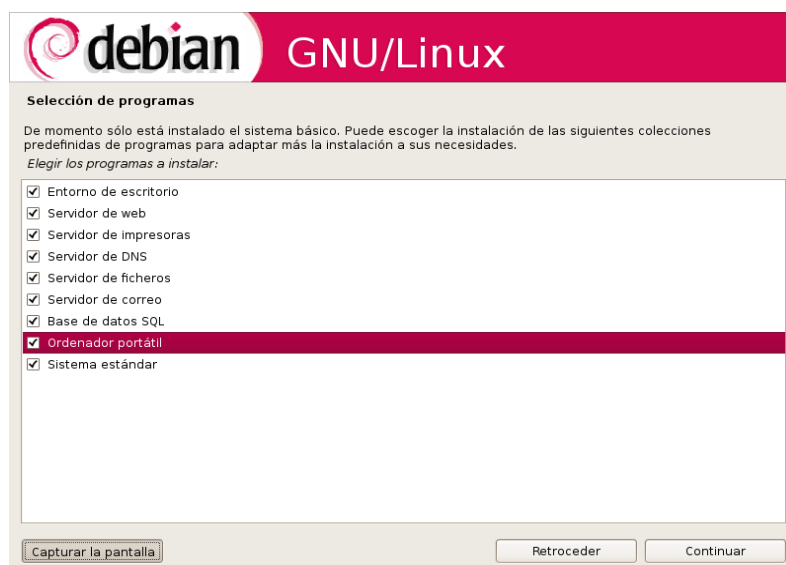 debian GNU/Linux
Selección de programas
De momento sólo está instalado el sistema básico. Puede escoger la instalación de las siguientes colecciones
predefinidas de programas para adaptar más la instalación a sus necesidades.
Elegir los programas a instalar:
Entorno de escritorio
Servidor de web
Servidor de impresoras
Servidor de DNS
Servidor de ficheros
Servidor de correo
Base de datos SQL
Ordenador portátil
Sistema estándar
Capturar la pantalla
Retroceder
Continuar